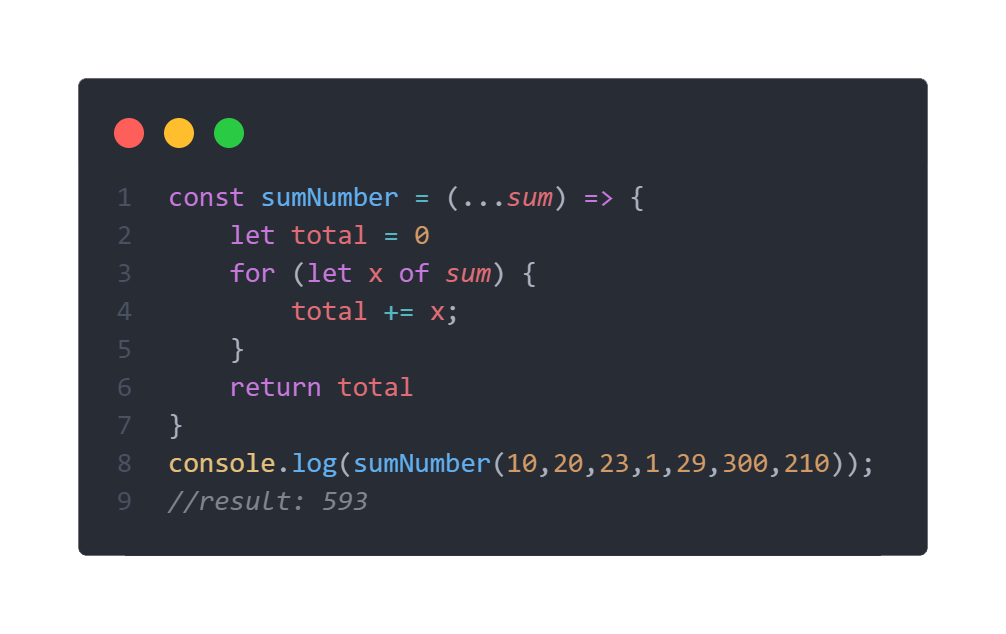 1 const sumNumber = (...sum) => {
2     let total = 0
3     for (let x of sum) {
4         total += x;
5     }
6     return total
7 }
8 console.log(sumNumber(10,20,23,1,29,300,210));
9 //result: 593